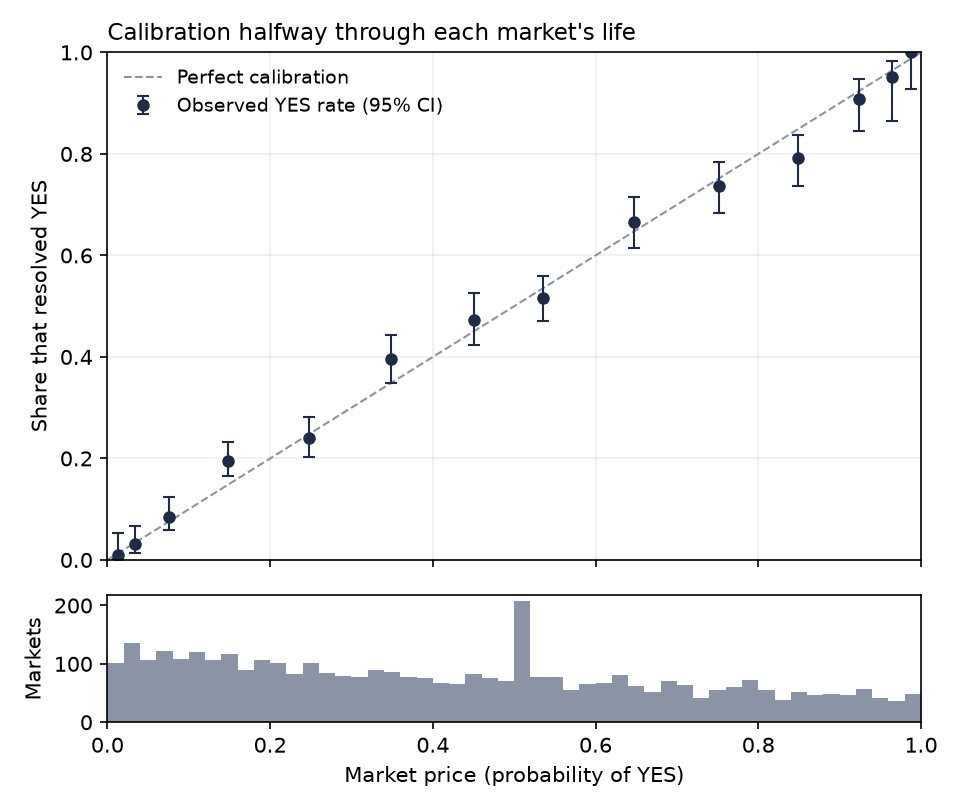 Calibration halfway through each market's life
Perfect calibration
Observed YES rate (95% CI)
Share that resolved YES
1.0
0.8
0.6
0.4
0.2
0.0
Markets
200
100
0
0.0 0.2 0.4 0.6 0.8 1.0
Market price (probability of YES)